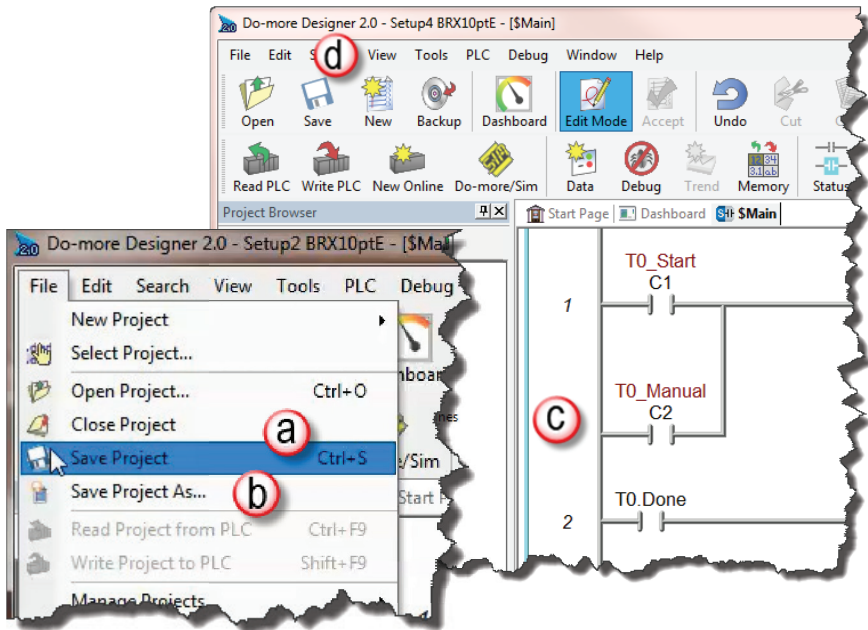 Do-more Designer 2.0 - Setup4 BRX10ptE - [$Main]
File Edit d View Tools PLC Debug Window Help
Open Save New Backup Dashboard Edit Mode Accept Undo Cut
Read PLC Write PLC New Online Do-more/Sim Data Debug Trend Memory Status
Project Browser
Start Page Dashboard $Main
T0_Start
C1
1
T0_Manual
C2
c
T0.Done
2
2.0 Do-more Designer 2.0 - Setup2 BRX10ptE - [$Mai
File Edit Search View Tools PLC Debug
New Project
Select Project...
Open Project... Ctrl+O
Close Project
a
Save Project Ctrl+S
Save Project As... b
Read Project from PLC Ctrl+F9
Write Project to PLC Shift+F9
Manage Projects
/Sim
Start